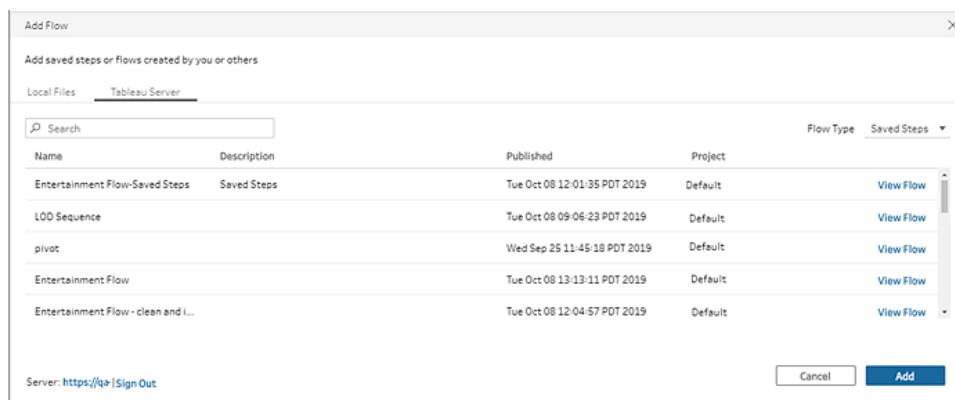 Add Flow
Add saved steps or flows created by you or others
Local Files Tableau Server
Search Flow Type Saved Steps
Name Description Published Project
Entertainment Flow-Saved Steps Saved Steps Tue Oct 08 12:01:35 PDT 2019 Default View Flow
LOD Sequence Tue Oct 08 09:06:23 PDT 2019 Default View Flow
pivot Wed Sep 25 11:45:18 PDT 2019 Default View Flow
Entertainment Flow Tue Oct 08 13:13:11 PDT 2019 Default View Flow
Entertainment Flow - clean and i... Tue Oct 08 12:04:57 PDT 2019 Default View Flow
Server: https://qa- | Sign Out Cancel Add